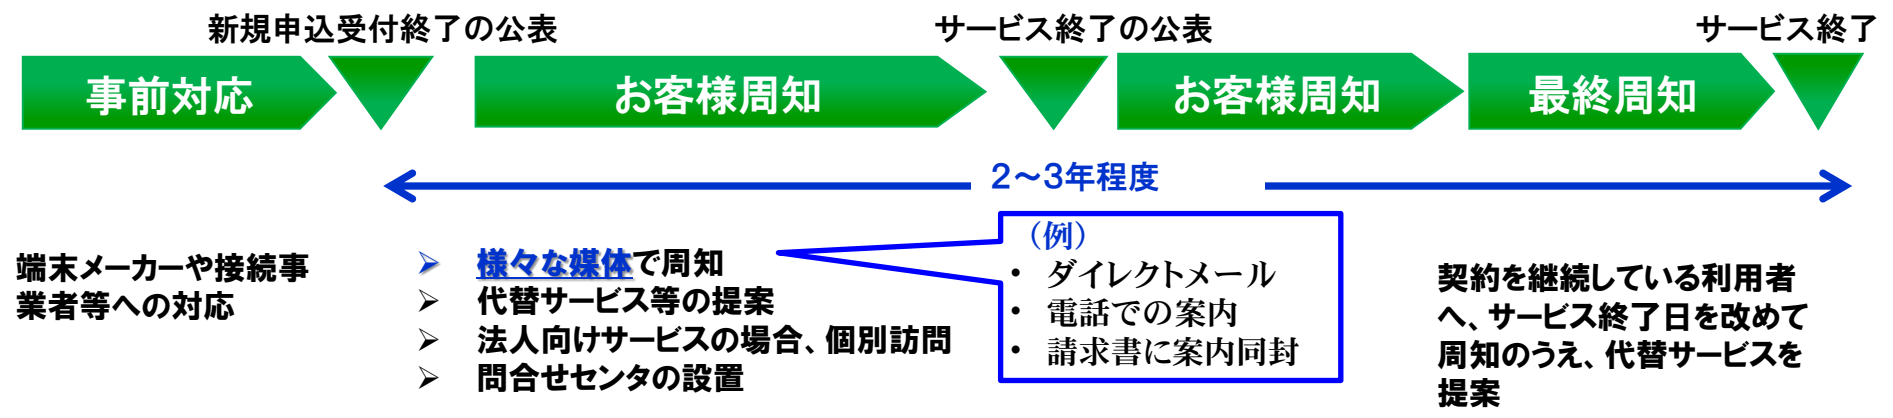 新規申込受付終了の公表
サービス終了の公表
サービス終了
事前対応
お客様周知
お客様周知
最終周知
2～3年程度
端末メーカーや接続事
業者等への対応
➢ 様々な媒体で周知
➢ 代替サービス等の提案
➢ 法人向けサービスの場合、個別訪問
➢ 問合せセンタの設置
（例）
• ダイレクトメール
• 電話での案内
• 請求書に案内同封
契約を継続している利用者
へ、サービス終了日を改めて
周知のうえ、代替サービスを
提案